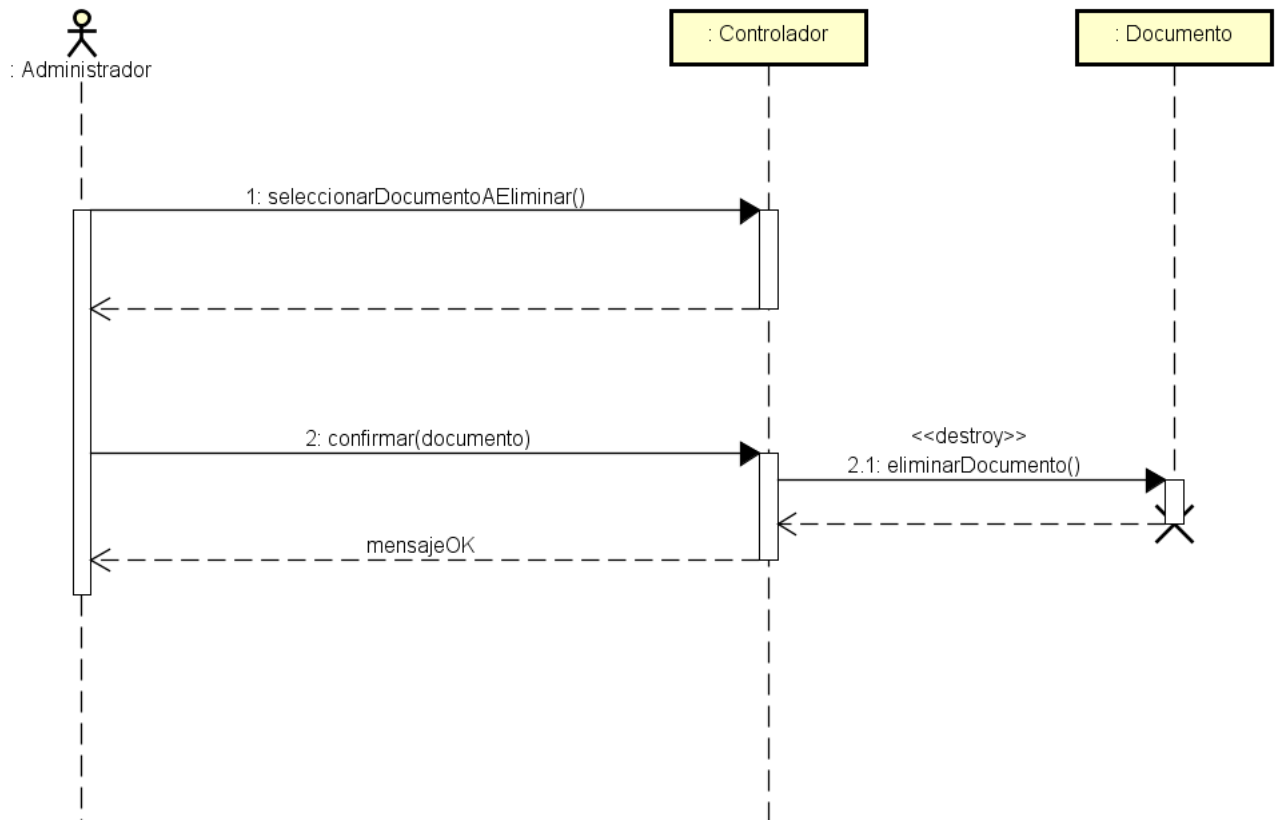 : Administrador
: Controlador
: Documento
1: seleccionarDocumentoAEliminar()
2: confirmar(documento)
<<destroy>>
2.1: eliminarDocumento()
mensajeOK